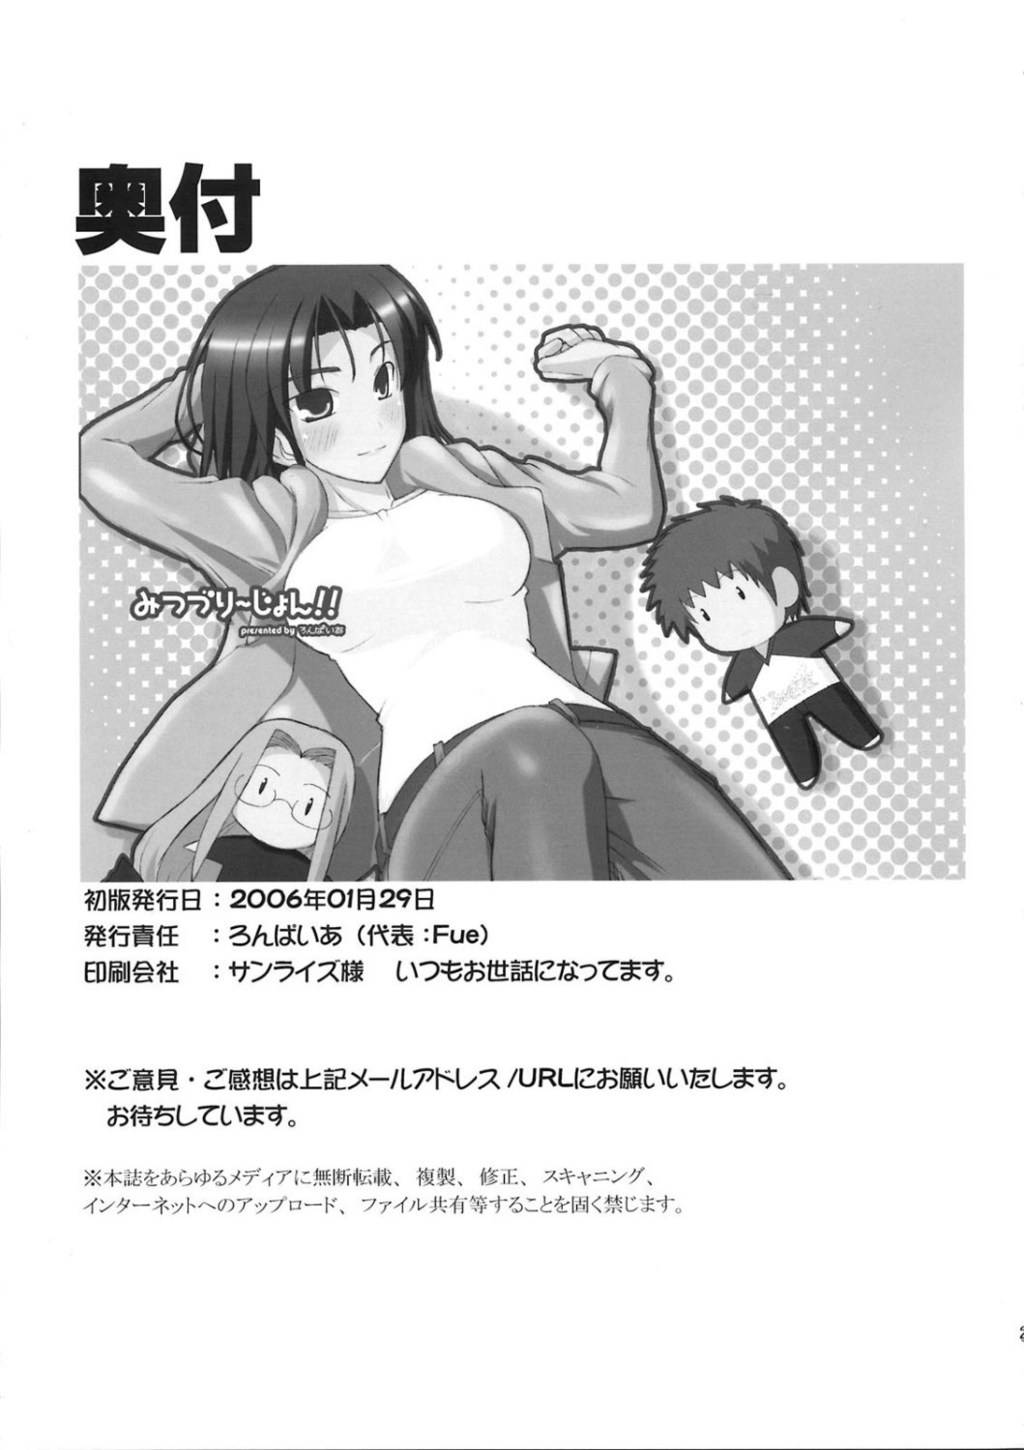 奥付
みつづり～じょん!!
presented by ろんぱいあ
初版発行日：2006年01月29日
発行責任　：ろんぱいあ（代表：Fue）
印刷会社　：サンライズ様　いつもお世話になってます。
※ご意見・ご感想は上記メールアドレス/URLにお願いいたします。
お待ちしています。
※本誌をあらゆるメディアに無断転載、複製、修正、スキャニング、
インターネットへのアップロード、ファイル共有等することを固く禁じます。